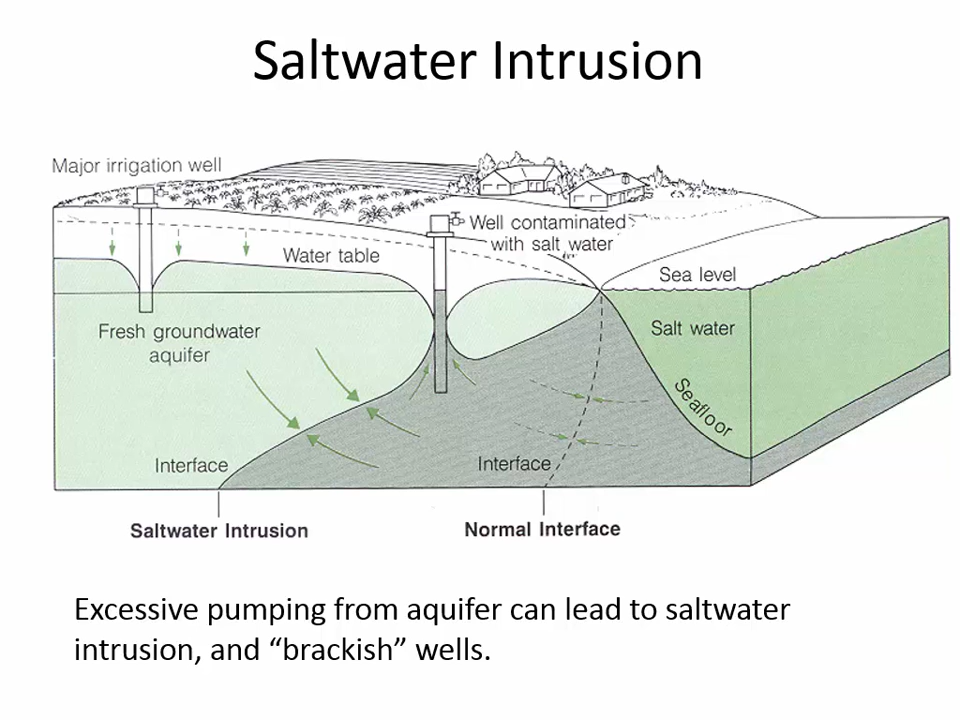 Saltwater Intrusion
Major irrigation well
Well contaminated
with salt water
Water table
Sea level
Fresh groundwater
aquifer
Salt water
Seafloor
Interface
Interface
Saltwater Intrusion
Normal Interface
Excessive pumping from aquifer can lead to saltwater
intrusion, and “brackish” wells.